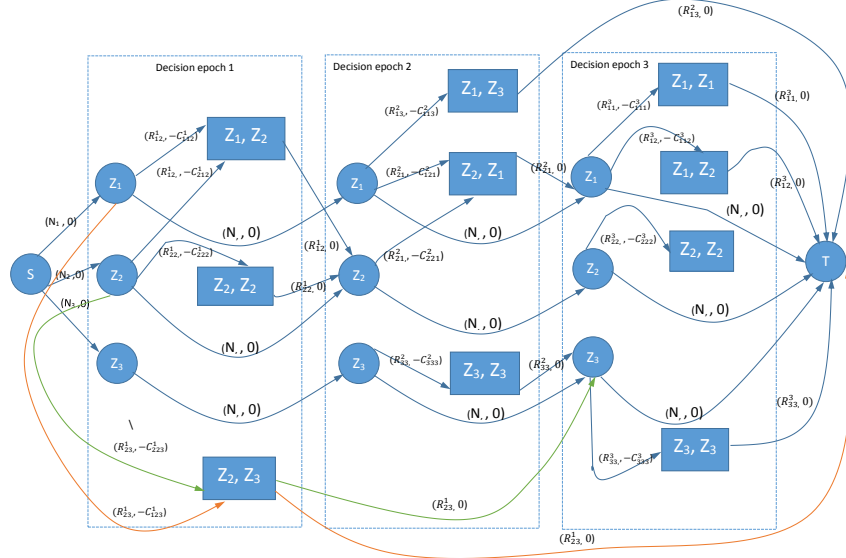 (R²₁₃, 0)
Decision epoch 1
Decision epoch 2
Decision epoch 3
Z₁, Z₃
Z₁, Z₁
(R²₁₃,, −C²₁₁₃)
(R³₁₁,, −C³₁₁₁)
(R³₁₁, 0)
Z₁, Z₂
(R¹₁₂,, −C¹₁₁₂)
(R³₁₂,, −C³₁₁₂)
(R¹₁₂,, −C¹₂₁₂)
(R²₂₁,, −C²₁₂₁)
Z₂, Z₁
(R²₂₁, 0)
Z₁, Z₂
(R³₁₂, 0)
Z₁
Z₁
Z₁
(N₁ , 0)
(N., 0)
(N., 0)
(N., 0)
(R¹₁₂, 0)
(R¹₂₂,, −C¹₂₂₂)
(R²₂₁,, −C²₂₂₁)
(R³₂₂,, −C³₂₂₂)
Z₂, Z₂
S
(N₂, 0)
Z₂
Z₂, Z₂
(R¹₂₂, 0)
Z₂
Z₂
T
(N₃, 0)
(N., 0)
(N., 0)
(N., 0)
Z₃
Z₃
(R²₃₃, −C²₃₃₃)
Z₃, Z₃
(R²₃₃, 0)
Z₃
(N., 0)
(N., 0)
(N., 0)
(R³₃₃, 0)
\
(R¹₂₃,, −C¹₂₂₃)
(R³₃₃,, −C³₃₃₃)
Z₃, Z₃
Z₂, Z₃
(R¹₂₃, 0)
(R¹₂₃,, −C¹₁₂₃)
(R¹₂₃, 0)